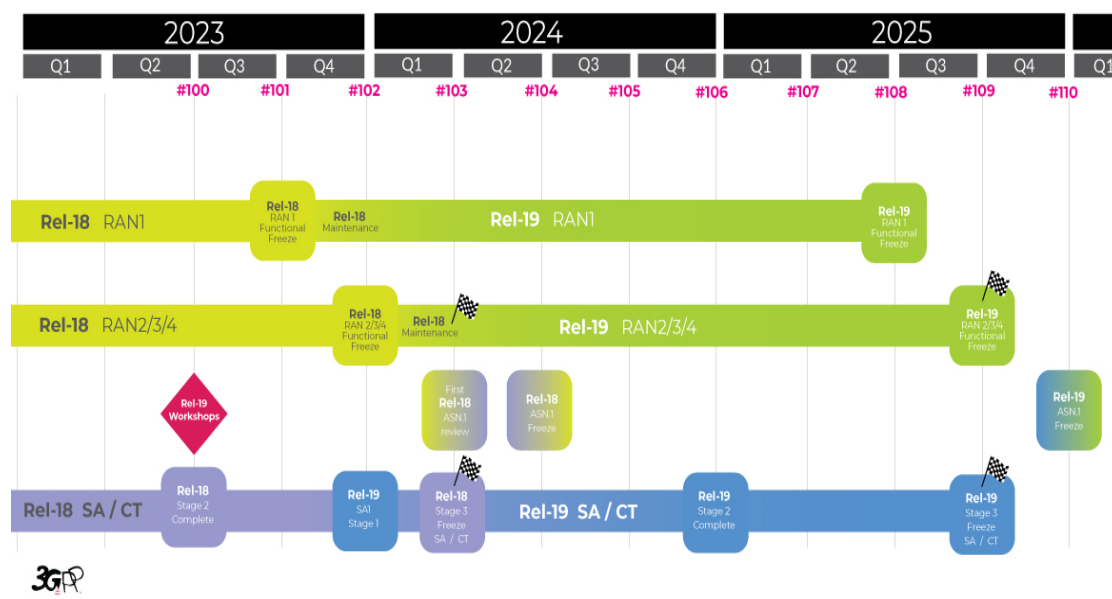 2023 2024 2025
Q1 Q2 Q3 Q4 Q1 Q2 Q3 Q4 Q1 Q2 Q3 Q4 Q1
#100 #101 #102 #103 #104 #105 #106 #107 #108 #109 #110
Rel-18 RAN1
Rel-18
RAN 1
Functional
Freeze
Rel-18
Maintenance
Rel-19 RAN1
Rel-19
RAN 1
Functional
Freeze
Rel-18 RAN2/3/4
Rel-18
RAN 2/3/4
Functional
Freeze
Rel-18
Maintenance
Rel-19 RAN2/3/4
Rel-19
RAN 2/3/4
Functional
Freeze
Rel-19
Workshops
First
Rel-18
ASN.1
review
Rel-18
ASN.1
Freeze
Rel-19
ASN.1
Freeze
Rel-18 SA / CT
Rel-18
Stage 2
Complete
Rel-19
SA1
Stage 1
Rel-18
Stage 3
Freeze
SA / CT
Rel-19 SA / CT
Rel-19
Stage 2
Complete
Rel-19
Stage 3
Freeze
SA / CT
3GPP